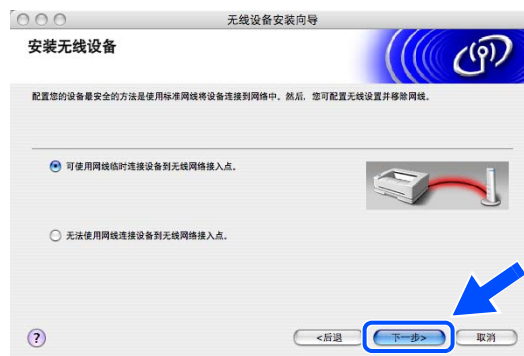 无线设备安装向导
安装无线设备
配置您的设备最安全的方法是使用标准网线将设备连接到网络中。然后，您可配置无线设置并移除网线。
可使用网线临时连接设备到无线网络接入点。
无法使用网线连接设备到无线网络接入点。
? <后退 下一步> 取消